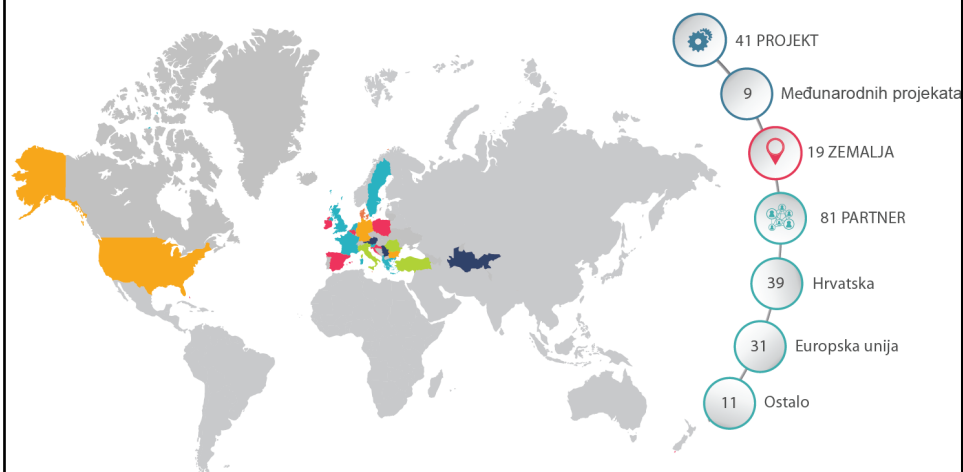 41 PROJEKT
9 Međunarodnih projekata
19 ZEMALJA
81 PARTNER
39 Hrvatska
31 Europska unija
11 Ostalo